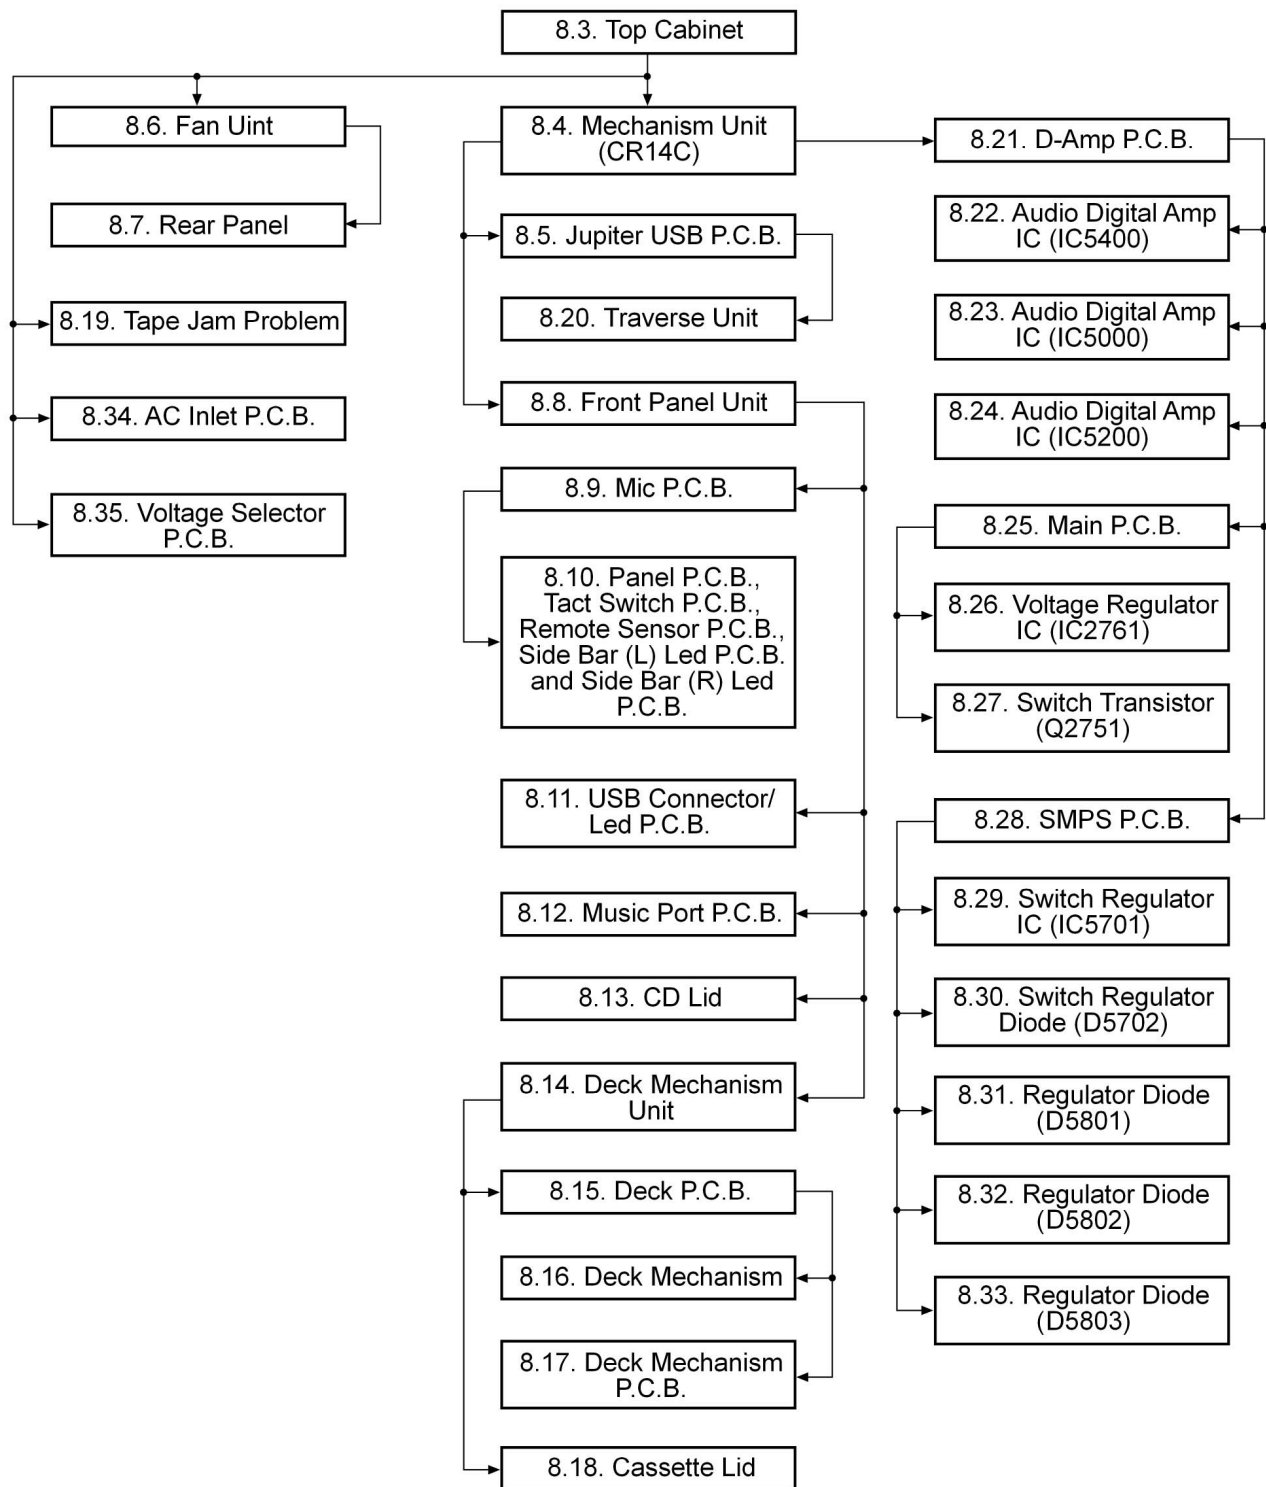 8.3. Top Cabinet
8.6. Fan Uint
8.7. Rear Panel
8.19. Tape Jam Problem
8.34. AC Inlet P.C.B.
8.35. Voltage Selector
P.C.B.
8.4. Mechanism Unit
(CR14C)
8.5. Jupiter USB P.C.B.
8.20. Traverse Unit
8.8. Front Panel Unit
8.9. Mic P.C.B.
8.10. Panel P.C.B.,
Tact Switch P.C.B.,
Remote Sensor P.C.B.,
Side Bar (L) Led P.C.B.
and Side Bar (R) Led
P.C.B.
8.11. USB Connector/
Led P.C.B.
8.12. Music Port P.C.B.
8.13. CD Lid
8.14. Deck Mechanism
Unit
8.15. Deck P.C.B.
8.16. Deck Mechanism
8.17. Deck Mechanism
P.C.B.
8.18. Cassette Lid
8.21. D-Amp P.C.B.
8.22. Audio Digital Amp
IC (IC5400)
8.23. Audio Digital Amp
IC (IC5000)
8.24. Audio Digital Amp
IC (IC5200)
8.25. Main P.C.B.
8.26. Voltage Regulator
IC (IC2761)
8.27. Switch Transistor
(Q2751)
8.28. SMPS P.C.B.
8.29. Switch Regulator
IC (IC5701)
8.30. Switch Regulator
Diode (D5702)
8.31. Regulator Diode
(D5801)
8.32. Regulator Diode
(D5802)
8.33. Regulator Diode
(D5803)